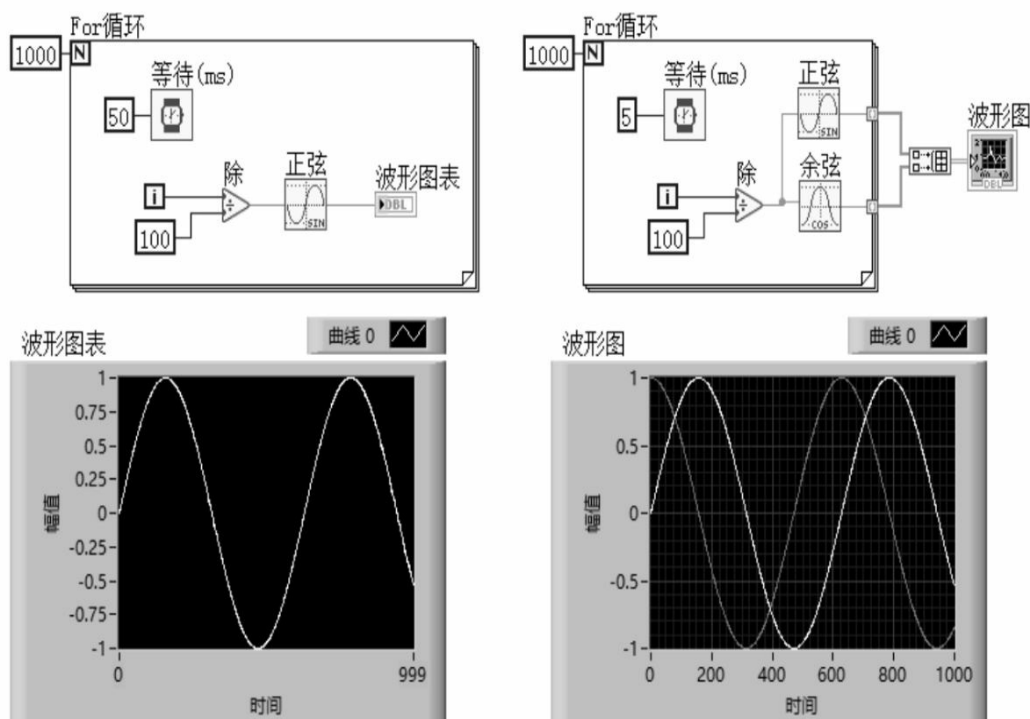 For循环
1000
N
等待(ms)
50
除
正弦
波形图表
i
÷
SIN
DBL
100
For循环
1000
N
等待(ms)
正弦
5
SIN
波形图
除
余弦
DBL
i
÷
100
COS
波形图表
曲线 0
幅值
1
0.75
0.5
0.25
0
-0.25
-0.5
-0.75
-1
0
999
时间
波形图
曲线 0
幅值
1
0.5
0
-0.5
-1
0
200
400
600
800
1000
时间